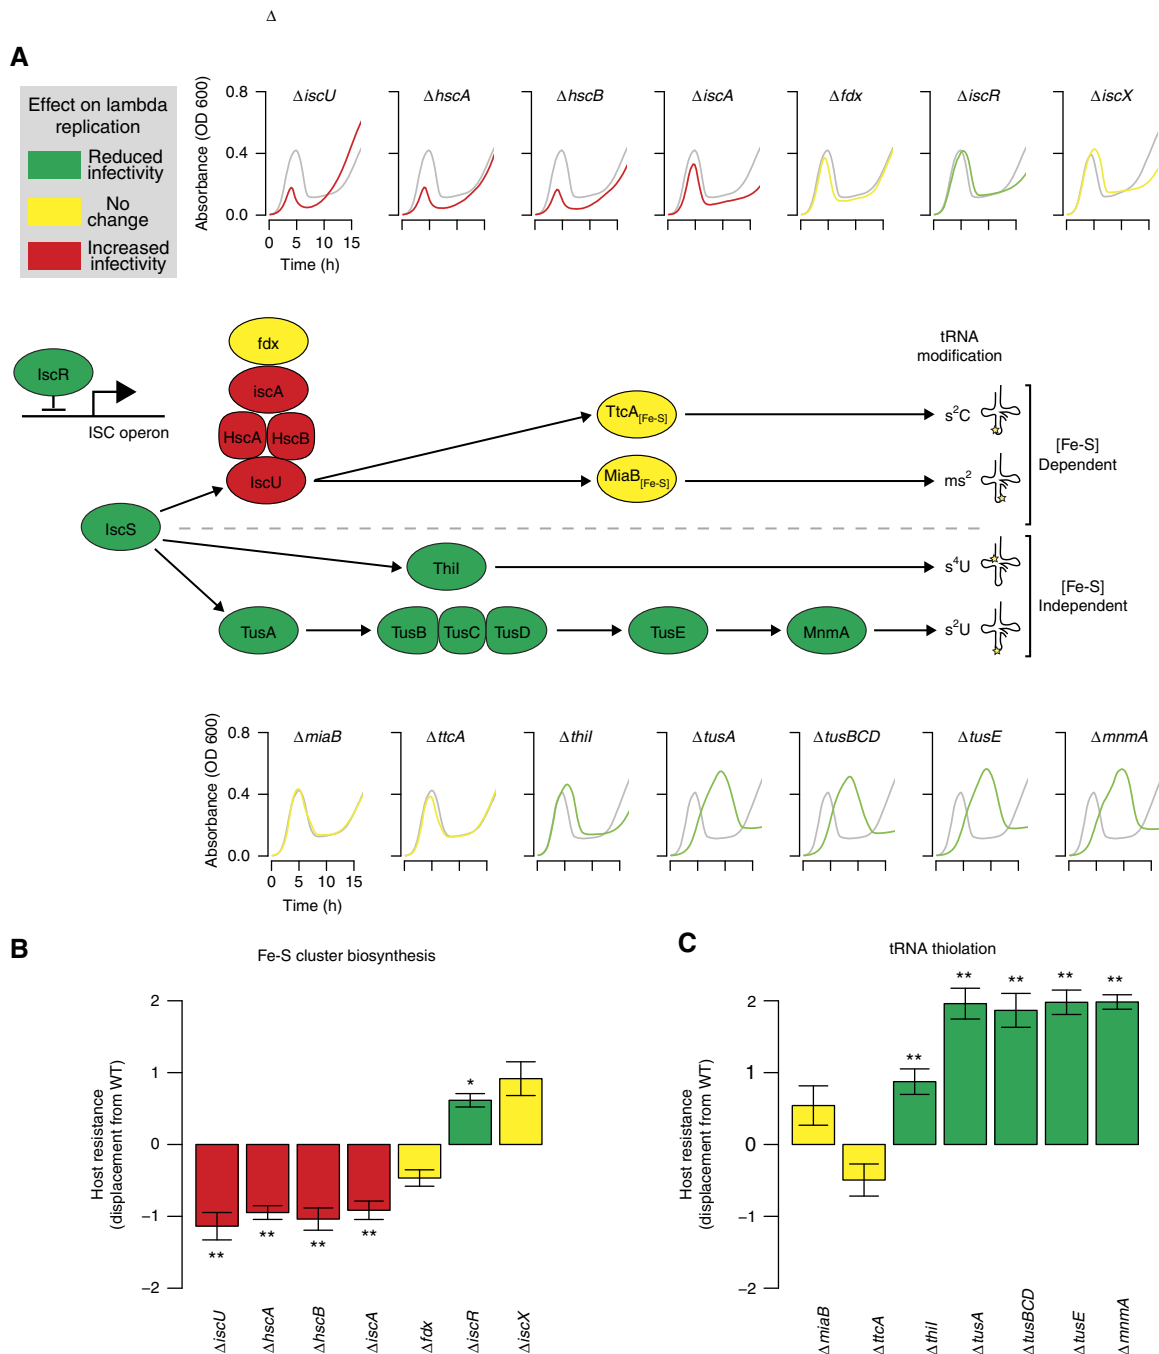 Δ
A
Effect on lambda
replication
Reduced
infectivity
No
change
Increased
infectivity
Absorbance (OD 600)
0.8
0.4
0.0
ΔiscU
ΔhscA
ΔhscB
ΔiscA
Δfdx
ΔiscR
ΔiscX
0 5 10 15
Time (h)
IscR
ISC operon
fdx
iscA
HscA HscB
IscU
IscS
TtcA[Fe-S]
MiaB[Fe-S]
ThiI
TusA
TusB TusC TusD
TusE
MnmA
tRNA
modification
s²C
ms²
s⁴U
s²U
[Fe-S]
Dependent
[Fe-S]
Independent
Absorbance (OD 600)
0.8
0.4
0.0
ΔmiaB
ΔttcA
ΔthiI
ΔtusA
ΔtusBCD
ΔtusE
ΔmnmA
0 5 10 15
Time (h)
B
Fe-S cluster biosynthesis
Host resistance
(displacement from WT)
2
1
0
−1
−2
**
**
**
**
*
ΔiscU
ΔhscA
ΔhscB
ΔiscA
Δfdx
ΔiscR
ΔiscX
C
tRNA thiolation
Host resistance
(displacement from WT)
2
1
0
−1
−2
**
**
**
**
**
ΔmiaB
ΔttcA
ΔthiI
ΔtusA
ΔtusBCD
ΔtusE
ΔmnmA